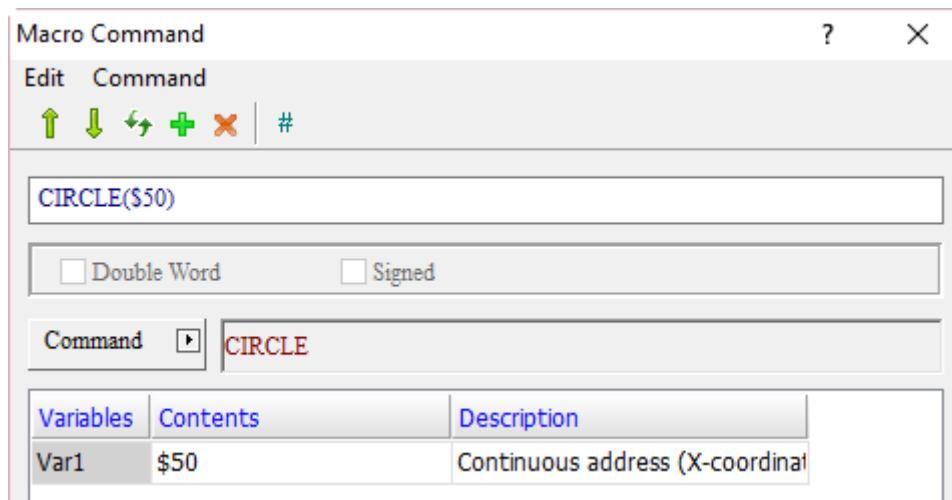 Macro Command ?
Edit Command
#
CIRCLE($50)
Double Word Signed
Command CIRCLE
Variables Contents Description
Var1 $50 Continuous address (X-coordinat